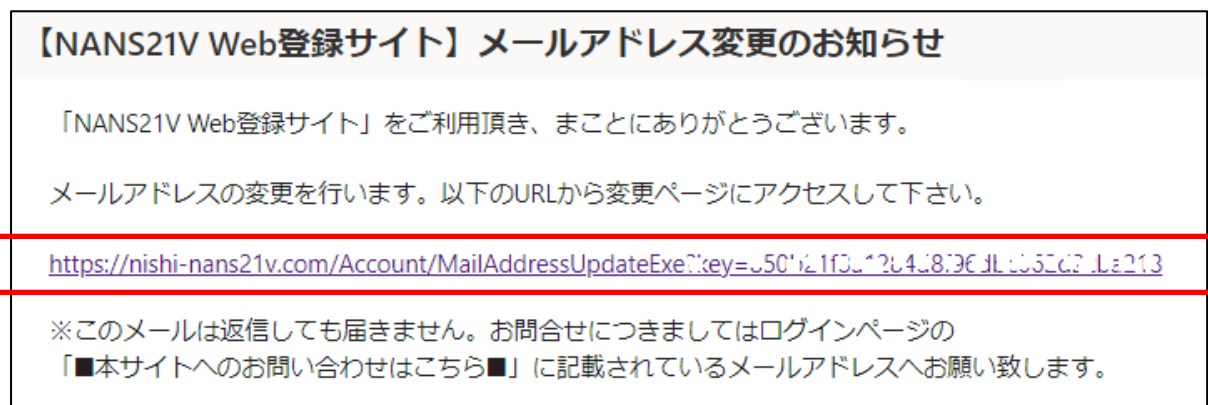 【NANS21V Web登録サイト】メールアドレス変更のお知らせ
「NANS21V Web登録サイト」をご利用頂き、まことにありがとうございます。
メールアドレスの変更を行います。以下のURLから変更ページにアクセスして下さい。
https://nishi-nans21v.com/Account/MailAddressUpdateExe?key=
※このメールは返信しても届きません。お問合せにつきましてはログインページの
「■本サイトへのお問い合わせはこちら■」に記載されているメールアドレスへお願い致します。